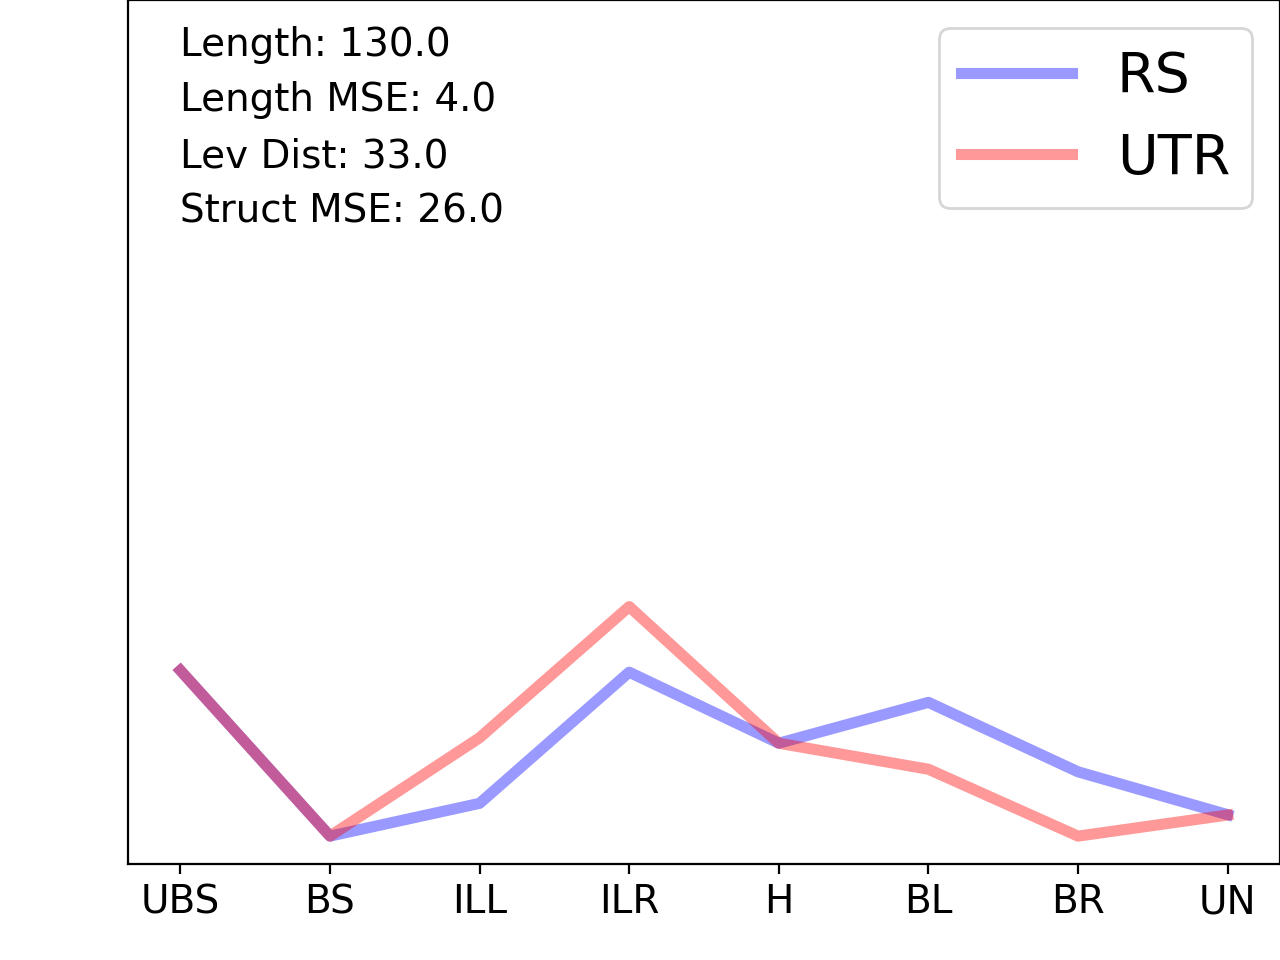 Length: 130.0
Length MSE: 4.0
Lev Dist: 33.0
Struct MSE: 26.0
RS
UTR
UBS BS ILL ILR H BL BR UN